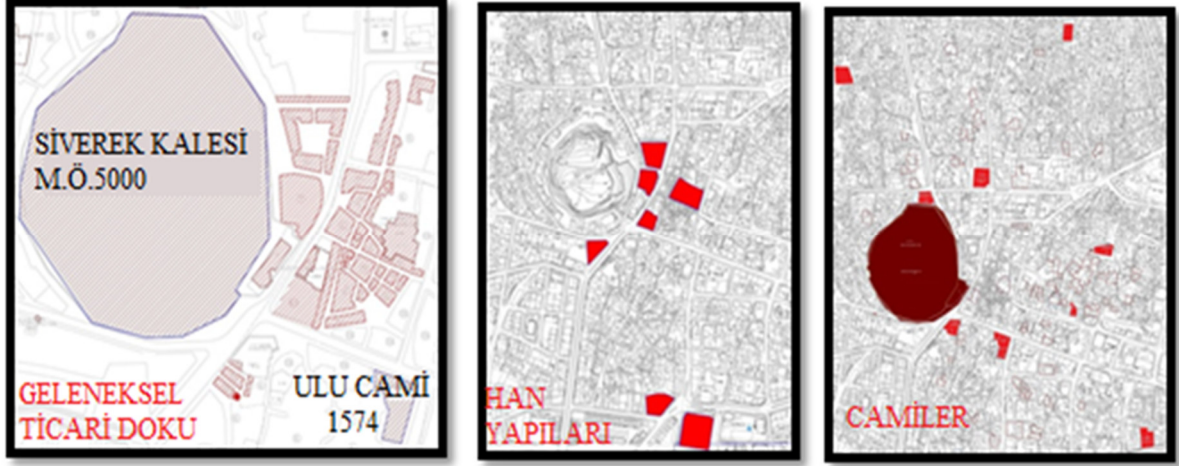 SİVEREK KALESİ
M.Ö.5000
GELENEKSEL
TİCARİ DOKU
ULU CAMİ
1574
HAN
YAPILARI
CAMİLER